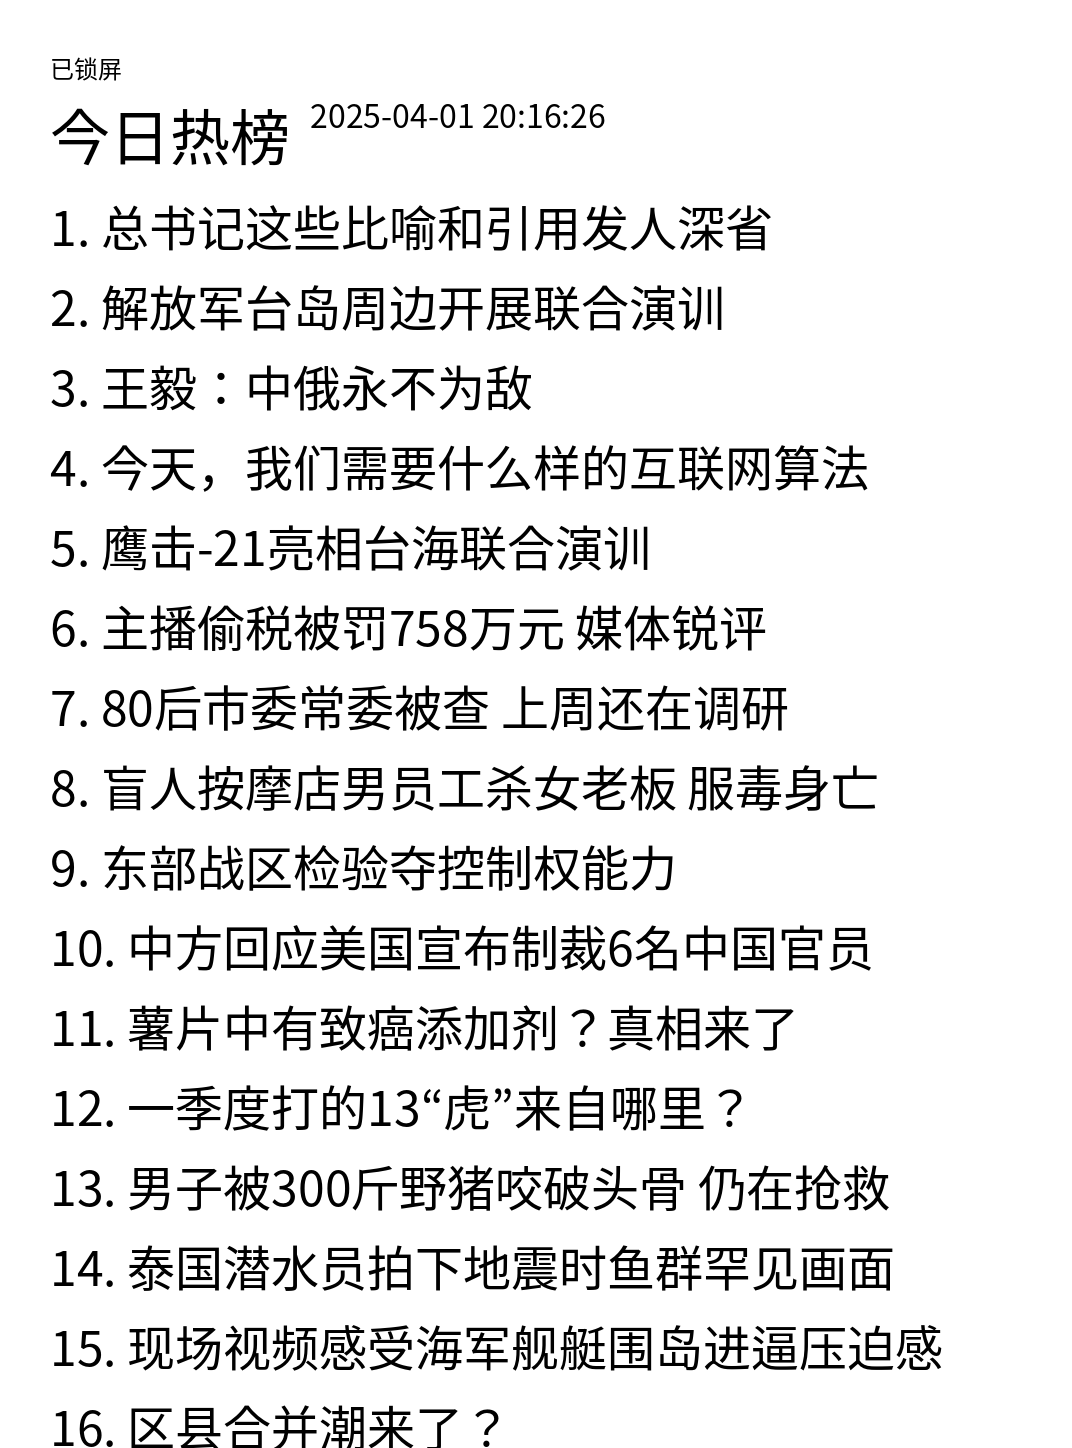 已锁屏
今日热榜 2025-04-01 20:16:26
1. 总书记这些比喻和引用发人深省
2. 解放军台岛周边开展联合演训
3. 王毅：中俄永不为敌
4. 今天，我们需要什么样的互联网算法
5. 鹰击-21亮相台海联合演训
6. 主播偷税被罚758万元 媒体锐评
7. 80后市委常委被查 上周还在调研
8. 盲人按摩店男员工杀女老板 服毒身亡
9. 东部战区检验夺控制权能力
10. 中方回应美国宣布制裁6名中国官员
11. 薯片中有致癌添加剂？真相来了
12. 一季度打的13“虎”来自哪里？
13. 男子被300斤野猪咬破头骨 仍在抢救
14. 泰国潜水员拍下地震时鱼群罕见画面
15. 现场视频感受海军舰艇围岛进逼压迫感
16. 区县合并潮来了？